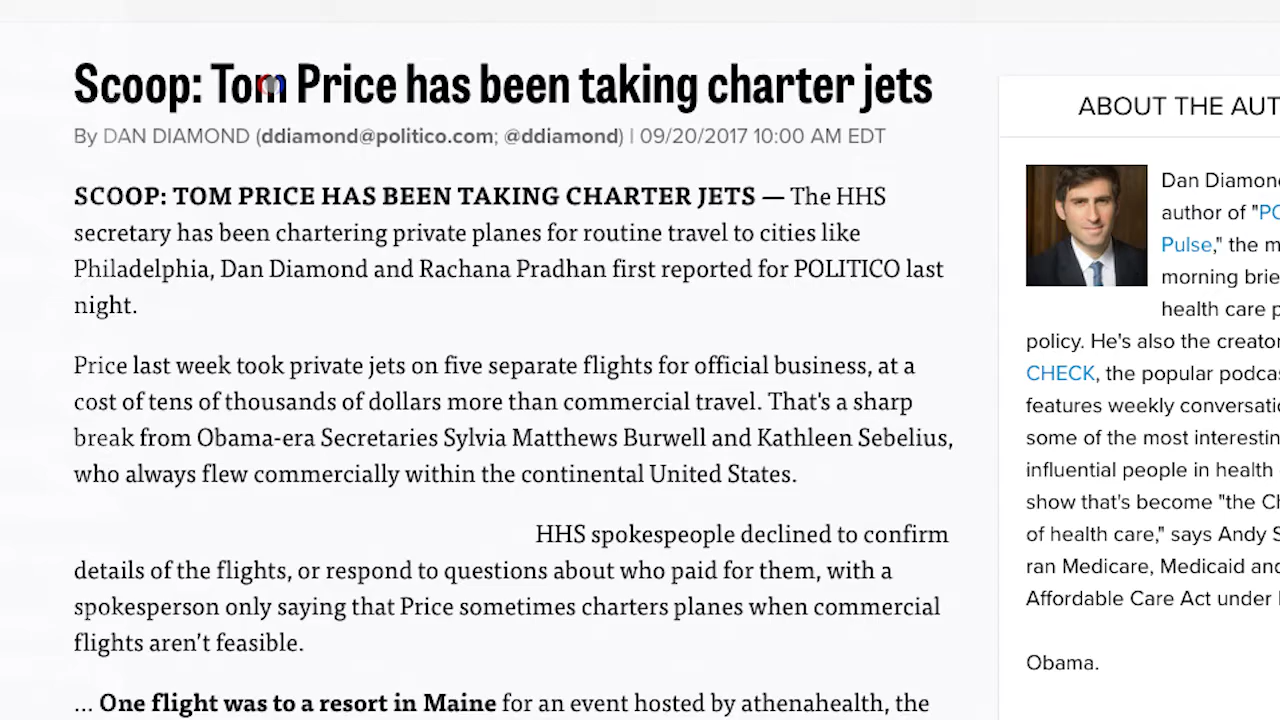 Scoop: Tom Price has been taking charter jets
By DAN DIAMOND (ddiamond@politico.com; @ddiamond) | 09/20/2017 10:00 AM EDT
SCOOP: TOM PRICE HAS BEEN TAKING CHARTER JETS — The HHS
secretary has been chartering private planes for routine travel to cities like
Philadelphia, Dan Diamond and Rachana Pradhan first reported for POLITICO last
night.
Price last week took private jets on five separate flights for official business, at a
cost of tens of thousands of dollars more than commercial travel. That's a sharp
break from Obama-era Secretaries Sylvia Matthews Burwell and Kathleen Sebelius,
who always flew commercially within the continental United States.
HHS spokespeople declined to confirm
details of the flights, or respond to questions about who paid for them, with a
spokesperson only saying that Price sometimes charters planes when commercial
flights aren’t feasible.
... One flight was to a resort in Maine for an event hosted by athenahealth, the
ABOUT THE AUT
Dan Diamon
author of "PO
Pulse," the m
morning brie
health care p
policy. He's also the creator
CHECK, the popular podca
features weekly conversati
some of the most interestin
influential people in health
show that's become "the Ch
of health care," says Andy S
ran Medicare, Medicaid and
Affordable Care Act under
Obama.